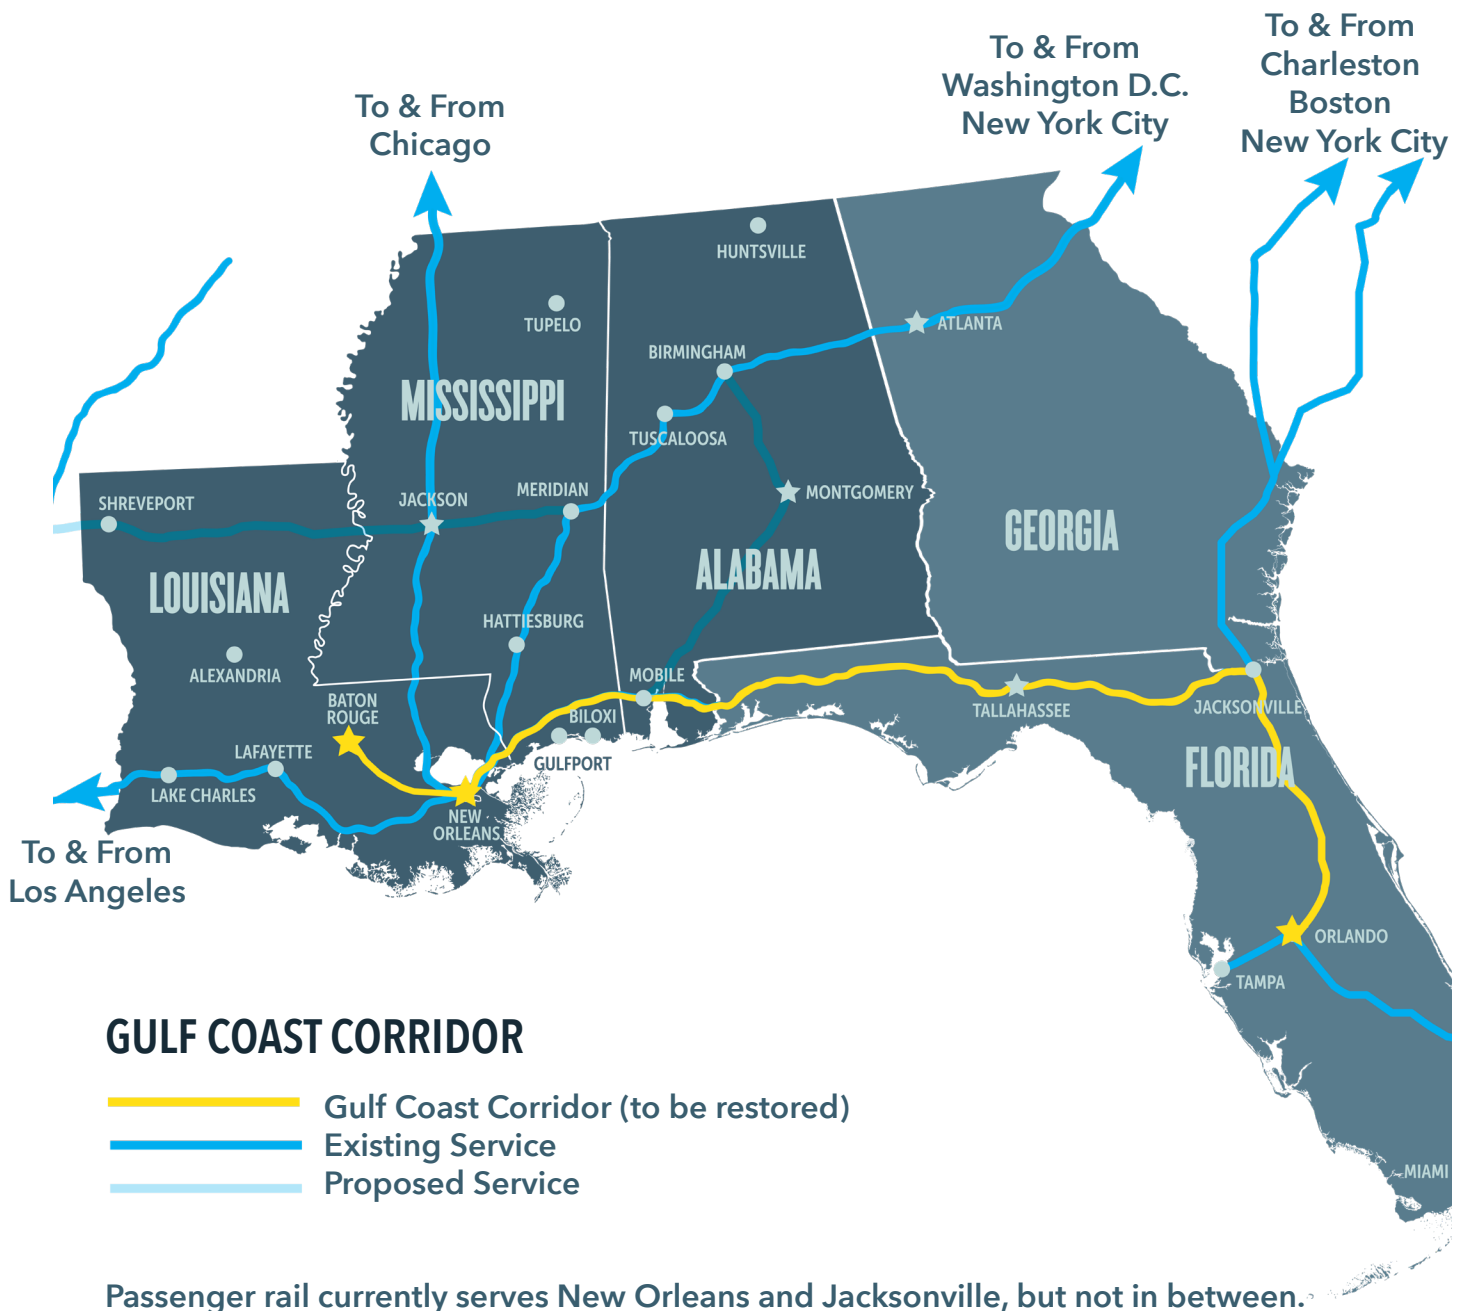 To & From
Chicago
To & From
Washington D.C.
New York City
To & From
Charleston
Boston
New York City
HUNTSVILLE
TUPELO
ATLANTA
BIRMINGHAM
MISSISSIPPI
TUSCALOOSA
SHREVEPORT
JACKSON
MERIDIAN
MONTGOMERY
GEORGIA
ALABAMA
LOUISIANA
HATTIESBURG
ALEXANDRIA
MOBILE
BATON
ROUGE
BILOXI
TALLAHASSEE
JACKSONVILLE
LAFAYETTE
GULFPORT
FLORIDA
LAKE CHARLES
NEW
ORLEANS
To & From
Los Angeles
ORLANDO
TAMPA
GULF COAST CORRIDOR
Gulf Coast Corridor (to be restored)
Existing Service
Proposed Service
MIAMI
Passenger rail currently serves New Orleans and Jacksonville, but not in between.